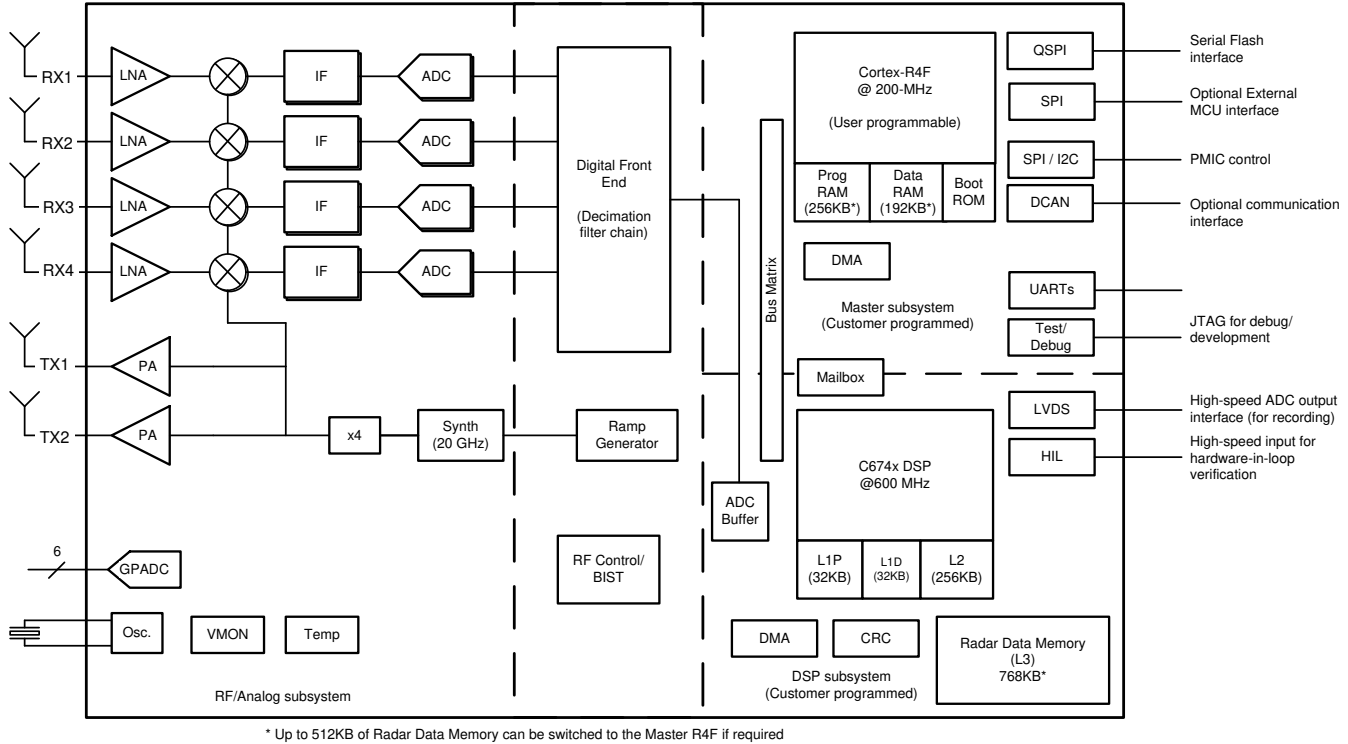 RX1
LNA
IF
ADC
RX2
LNA
IF
ADC
RX3
LNA
IF
ADC
RX4
LNA
IF
ADC
TX1
PA
TX2
PA
x4
Synth
(20 GHz)
Ramp
Generator
Digital Front
End
(Decimation
filter chain)
RF Control/
BIST
6
GPADC
Osc.
VMON
Temp
RF/Analog subsystem
ADC
Buffer
Bus Matrix
Cortex-R4F
@ 200-MHz
(User programmable)
Prog
RAM
(256KB*)
Data
RAM
(192KB*)
Boot
ROM
DMA
Master subsystem
(Customer programmed)
Mailbox
QSPI
Serial Flash
interface
SPI
Optional External
MCU interface
SPI / I2C
PMIC control
DCAN
Optional communication
interface
UARTs
Test/
Debug
JTAG for debug/
development
LVDS
High-speed ADC output
interface (for recording)
HIL
High-speed input for
hardware-in-loop
verification
C674x DSP
@600 MHz
L1P
(32KB)
L1D
(32KB)
L2
(256KB)
DMA
CRC
DSP subsystem
(Customer programmed)
Radar Data Memory
(L3)
768KB*
* Up to 512KB of Radar Data Memory can be switched to the Master R4F if required